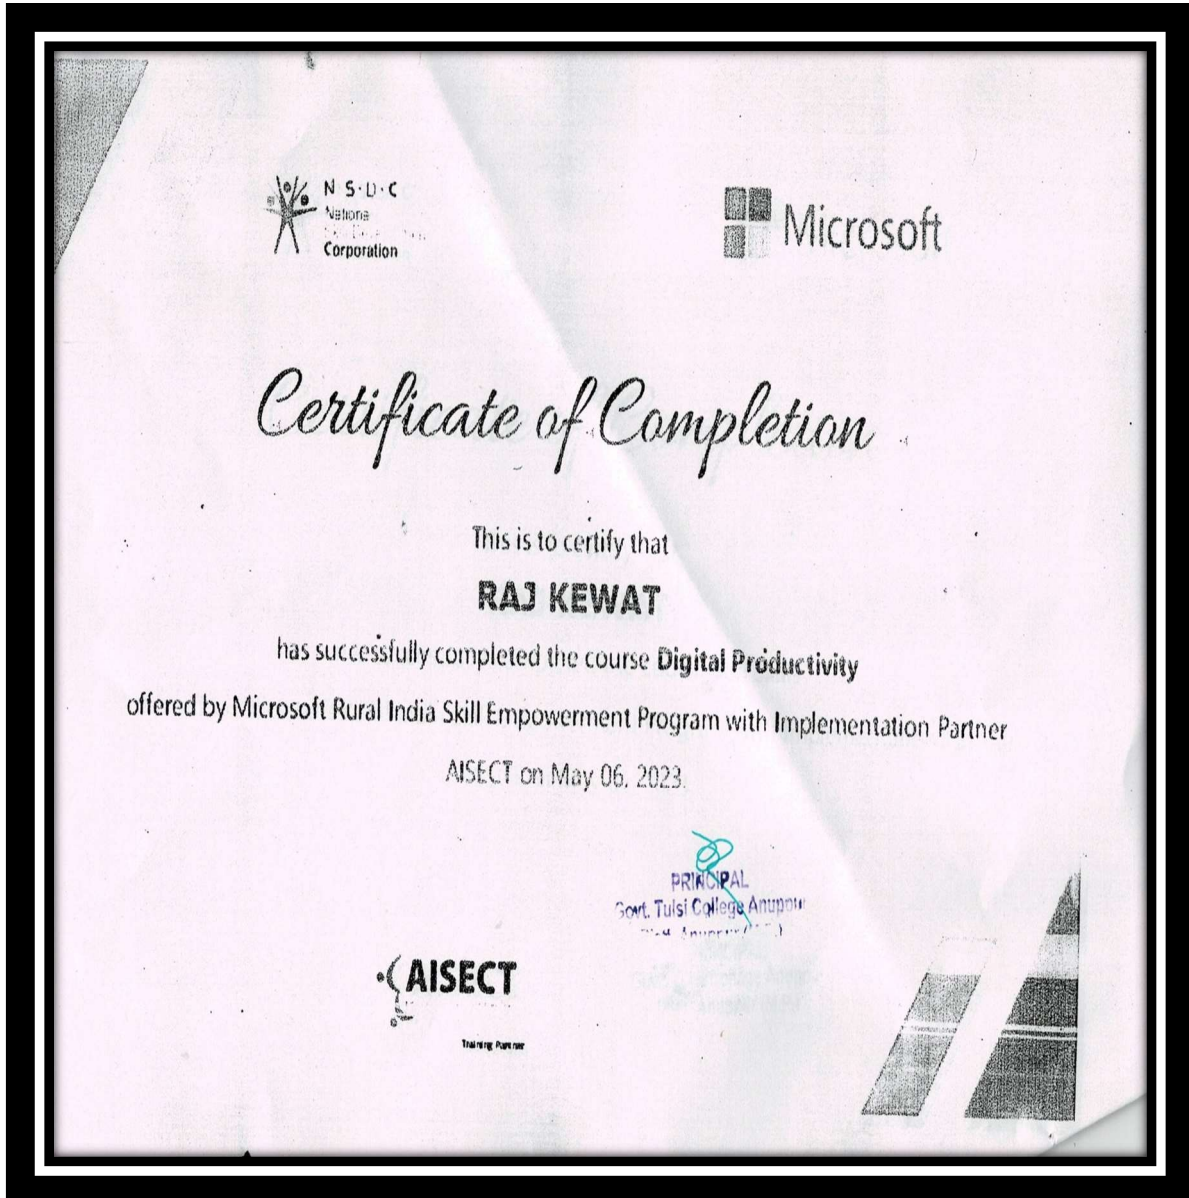 N·S·D·C
Corporation
Microsoft
Certificate of Completion
This is to certify that
RAJ KEWAT
has successfully completed the course Digital Productivity
offered by Microsoft Rural India Skill Empowerment Program with Implementation Partner
AISECT on May 06, 2023.
PRINCIPAL
Govt. Tulsi College
AISECT
Training Partner